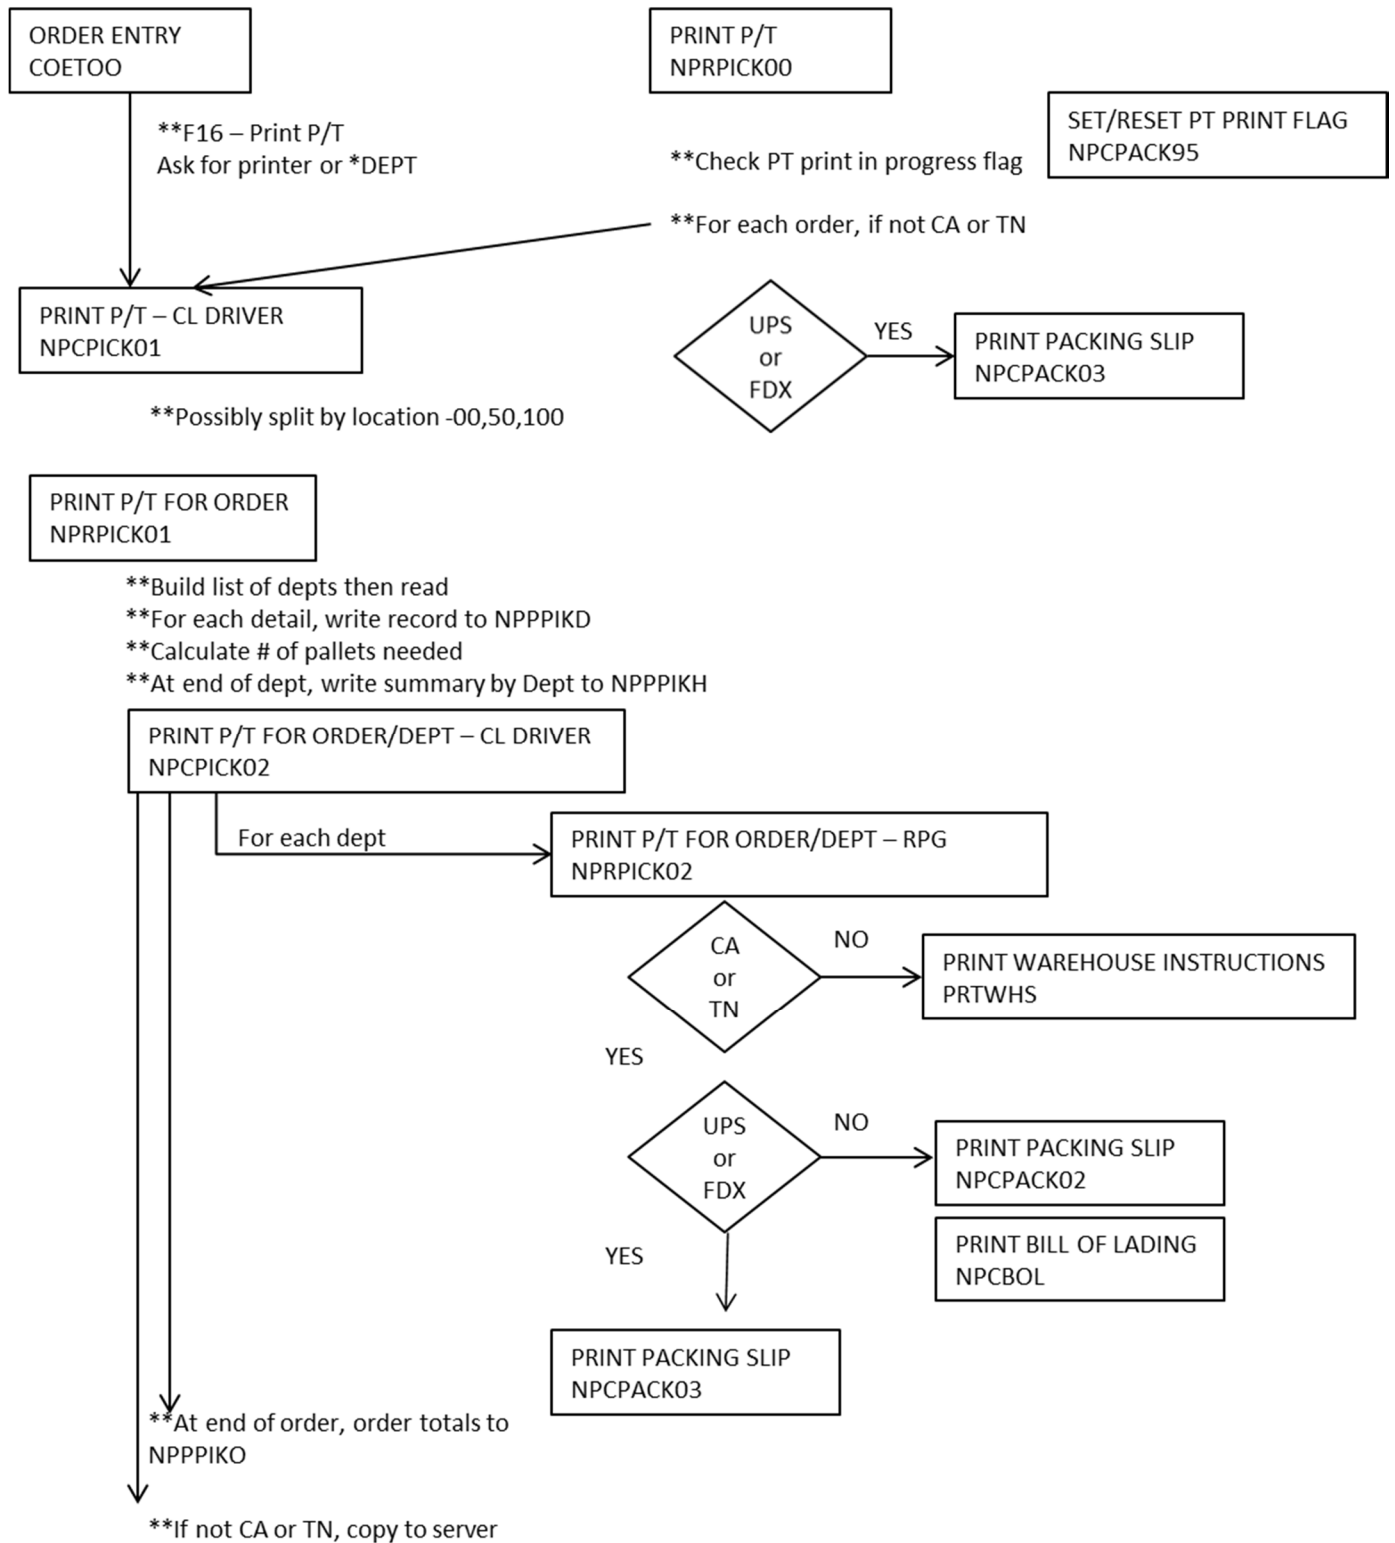 ORDER ENTRY
COETOO
PRINT P/T
NPRPICK00
SET/RESET PT PRINT FLAG
NPCPACK95
**F16 – Print P/T
Ask for printer or *DEPT
**Check PT print in progress flag
**For each order, if not CA or TN
PRINT P/T – CL DRIVER
NPCPICK01
UPS
or
FDX
YES
PRINT PACKING SLIP
NPCPACK03
**Possibly split by location -00,50,100
PRINT P/T FOR ORDER
NPRPICK01
**Build list of depts then read
**For each detail, write record to NPPPIKD
**Calculate # of pallets needed
**At end of dept, write summary by Dept to NPPPIKH
PRINT P/T FOR ORDER/DEPT – CL DRIVER
NPCPICK02
For each dept
PRINT P/T FOR ORDER/DEPT – RPG
NPRPICK02
CA
or
TN
NO
PRINT WAREHOUSE INSTRUCTIONS
PRTWHS
YES
UPS
or
FDX
NO
PRINT PACKING SLIP
NPCPACK02
PRINT BILL OF LADING
NPCBOL
YES
PRINT PACKING SLIP
NPCPACK03
**At end of order, order totals to
NPPPIKO
**If not CA or TN, copy to server